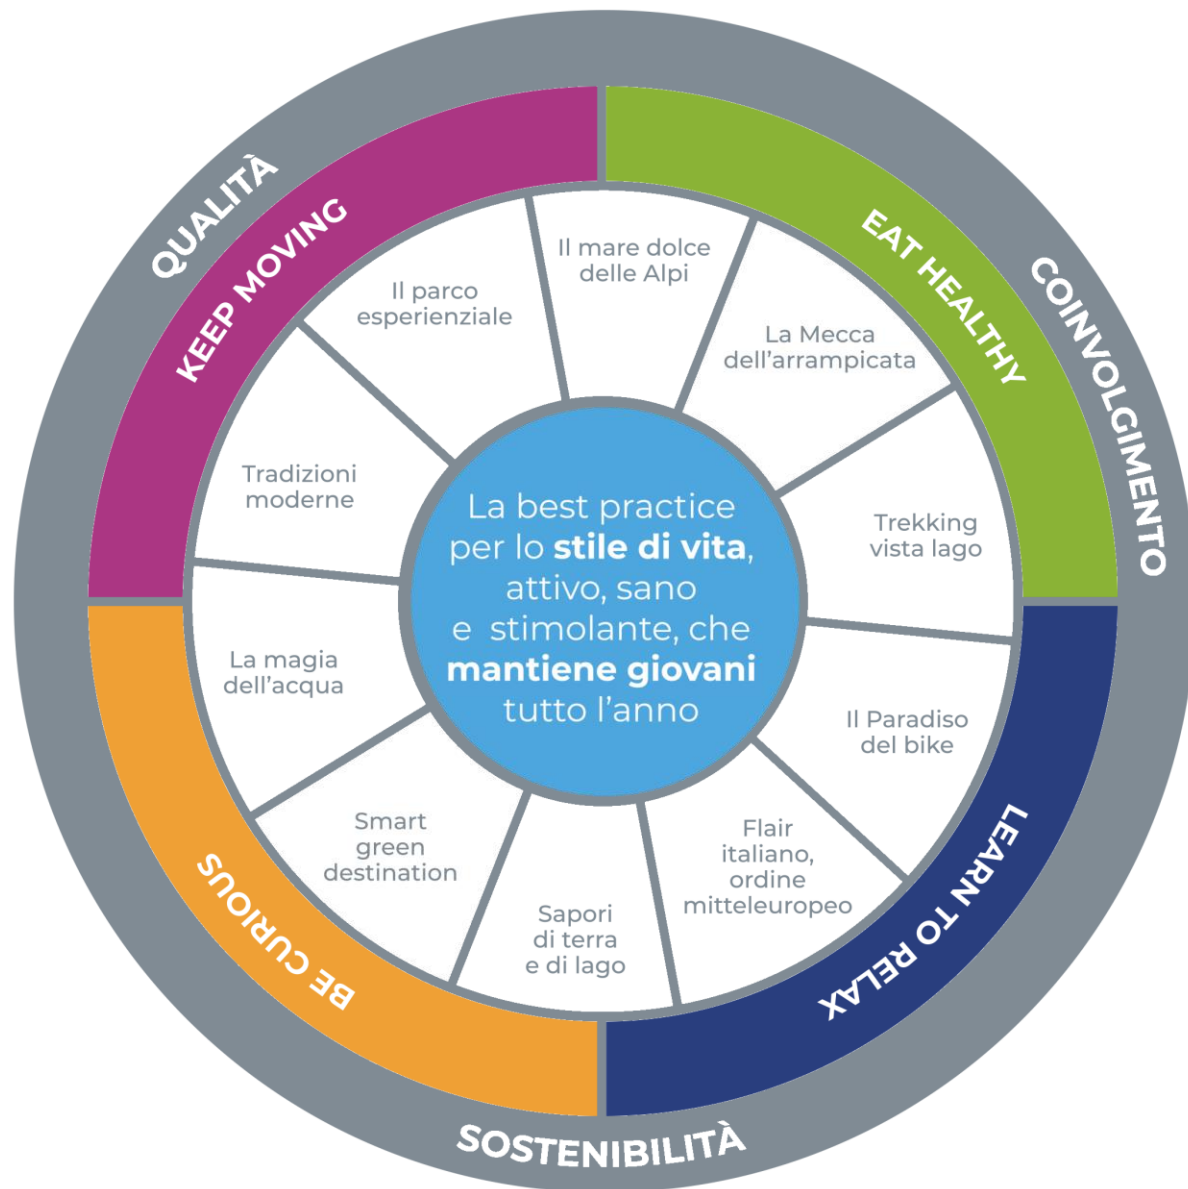 QUALITÀ
COINVOLGIMENTO
SOSTENIBILITÀ
KEEP MOVING
EAT HEALTHY
LEARN TO RELAX
BE CURIOUS
Il mare dolce
delle Alpi
La Mecca
dell’arrampicata
Trekking
vista lago
Il Paradiso
del bike
Flair
italiano,
ordine
mitteleuropeo
Sapori
di terra
e di lago
Smart
green
destination
La magia
dell’acqua
Tradizioni
moderne
Il parco
esperienziale
La best practice
per lo stile di vita,
attivo, sano
e stimolante, che
mantiene giovani
tutto l’anno